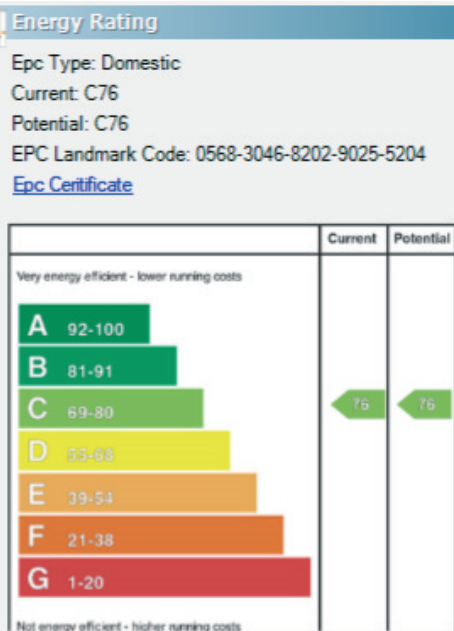 Energy Rating
Epc Type: Domestic
Current: C76
Potential: C76
EPC Landmark Code: 0568-3046-8202-9025-5204
Epc Ceritificate
Current Potential
Very energy efficient - lower running costs
A 92-100
B 81-91
C 69-80 76 76
D 55-68
E 39-54
F 21-38
G 1-20
Not energy efficient - higher running costs